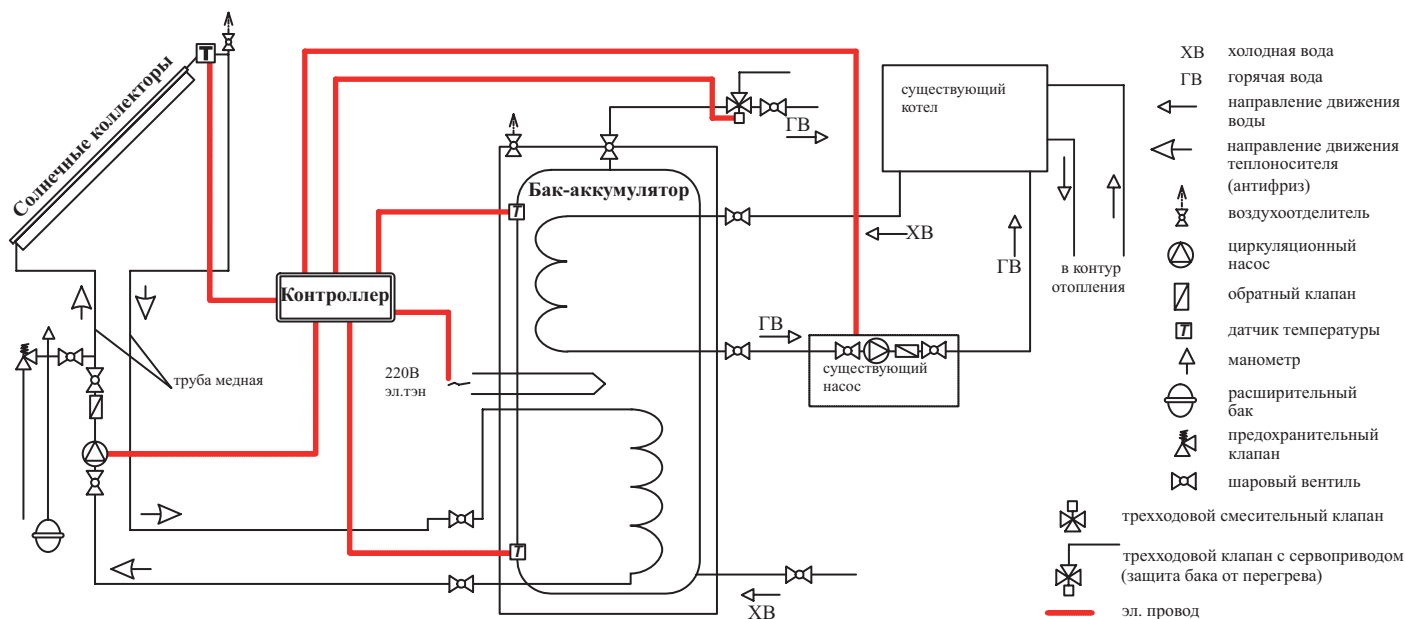 Солнечные коллекторы
T
Бак-аккумулятор
T
Контроллер
труба медная
220В
эл.тэн
T
ГВ
существующий
котел
ХВ
ГВ
в контур
отопления
ГВ
существующий
насос
ХВ
ХВ холодная вода
ГВ горячая вода
направление движения
воды
направление движения
теплоносителя
(антифриз)
воздухоотделитель
циркуляционный
насос
обратный клапан
T датчик температуры
манометр
расширительный
бак
предохранительный
клапан
шаровый вентиль
трехходовой смесительный клапан
трехходовой клапан с сервоприводом
(защита бака от перегрева)
эл. провод